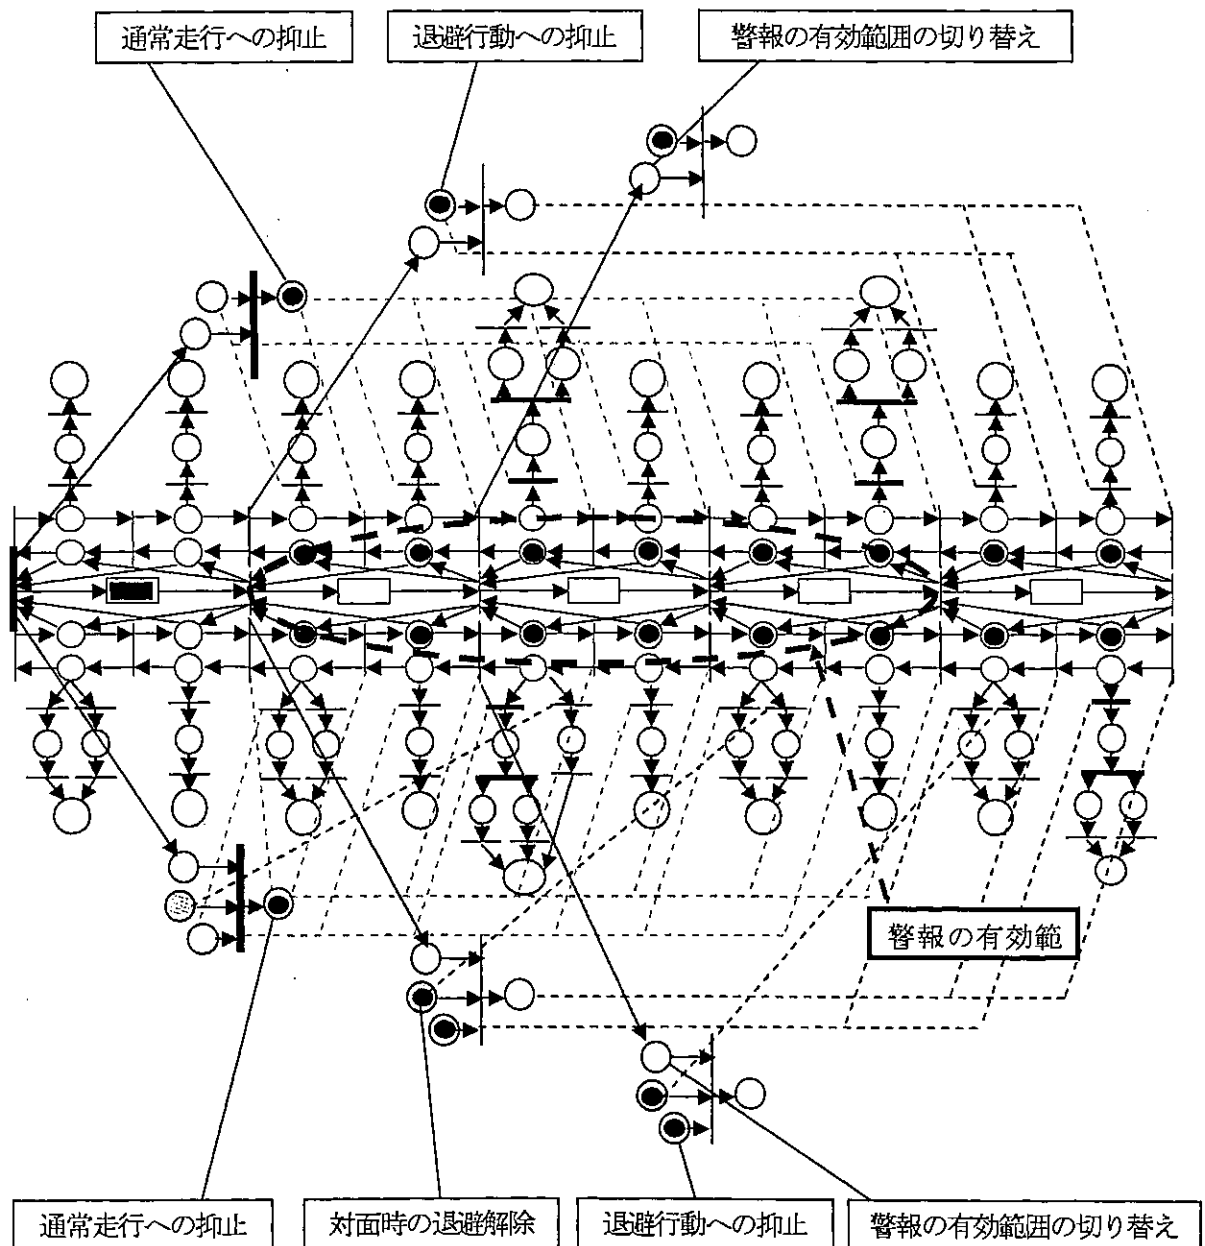 通常走行への抑止
退避行動への抑止
警報の有効範囲の切り替え
警報の有効範
通常走行への抑止
対面時の退避解除
退避行動への抑止
警報の有効範囲の切り替え